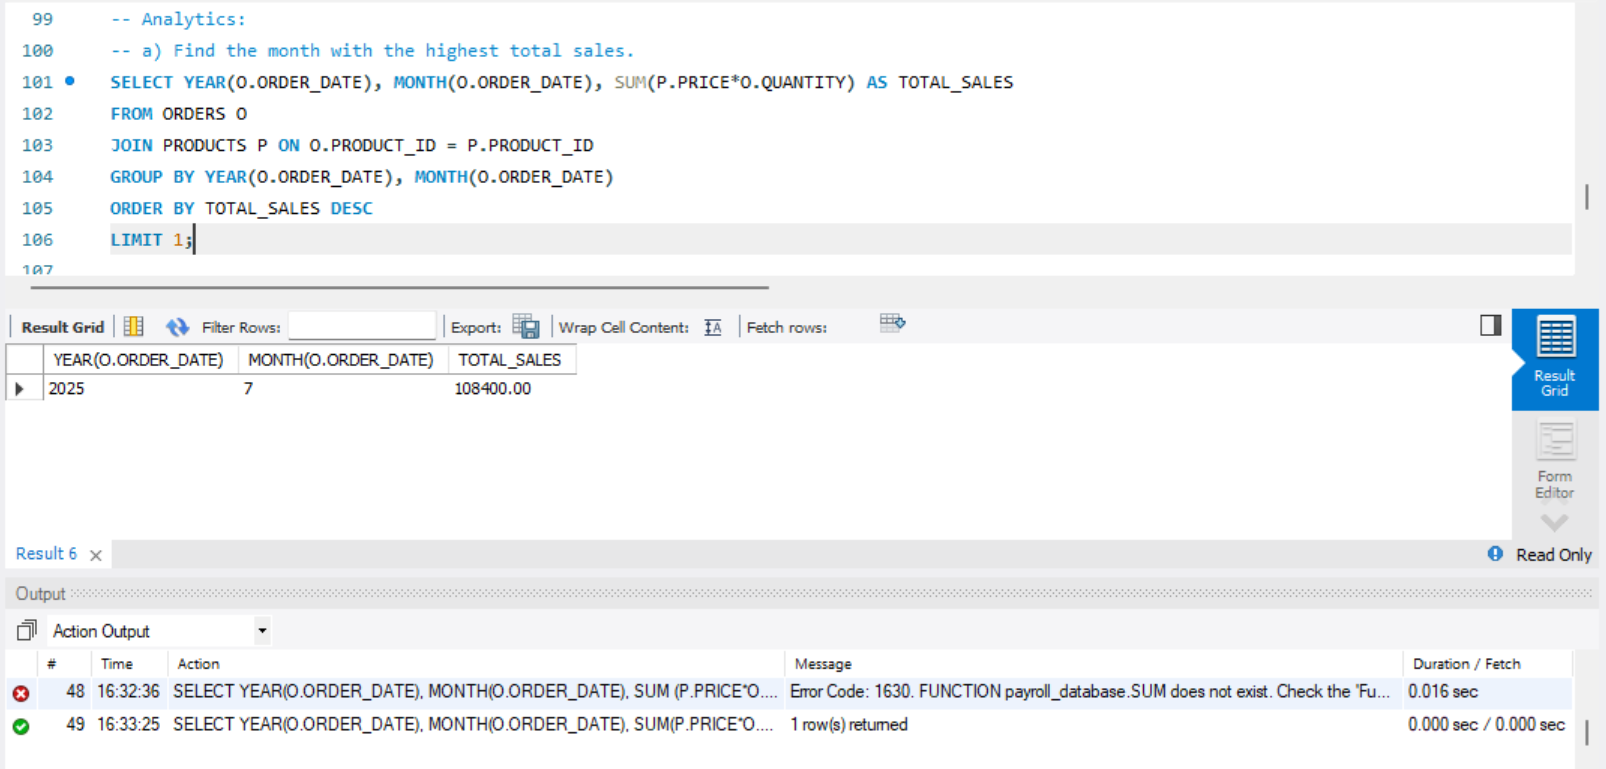 99 -- Analytics:
100 -- a) Find the month with the highest total sales.
101 SELECT YEAR(O.ORDER_DATE), MONTH(O.ORDER_DATE), SUM(P.PRICE*O.QUANTITY) AS TOTAL_SALES
102 FROM ORDERS O
103 JOIN PRODUCTS P ON O.PRODUCT_ID = P.PRODUCT_ID
104 GROUP BY YEAR(O.ORDER_DATE), MONTH(O.ORDER_DATE)
105 ORDER BY TOTAL_SALES DESC
106 LIMIT 1;
107
Result Grid Filter Rows: Export: Wrap Cell Content: IA Fetch rows:
YEAR(O.ORDER_DATE) MONTH(O.ORDER_DATE) TOTAL_SALES
2025 7 108400.00
Result
Grid
Form
Editor
Result 6 × Read Only
Output
Action Output
# Time Action Message Duration / Fetch
48 16:32:36 SELECT YEAR(O.ORDER_DATE), MONTH(O.ORDER_DATE), SUM (P.PRICE*O.... Error Code: 1630. FUNCTION payroll_database.SUM does not exist. Check the 'Fu... 0.016 sec
49 16:33:25 SELECT YEAR(O.ORDER_DATE), MONTH(O.ORDER_DATE), SUM(P.PRICE*O.... 1 row(s) returned 0.000 sec / 0.000 sec